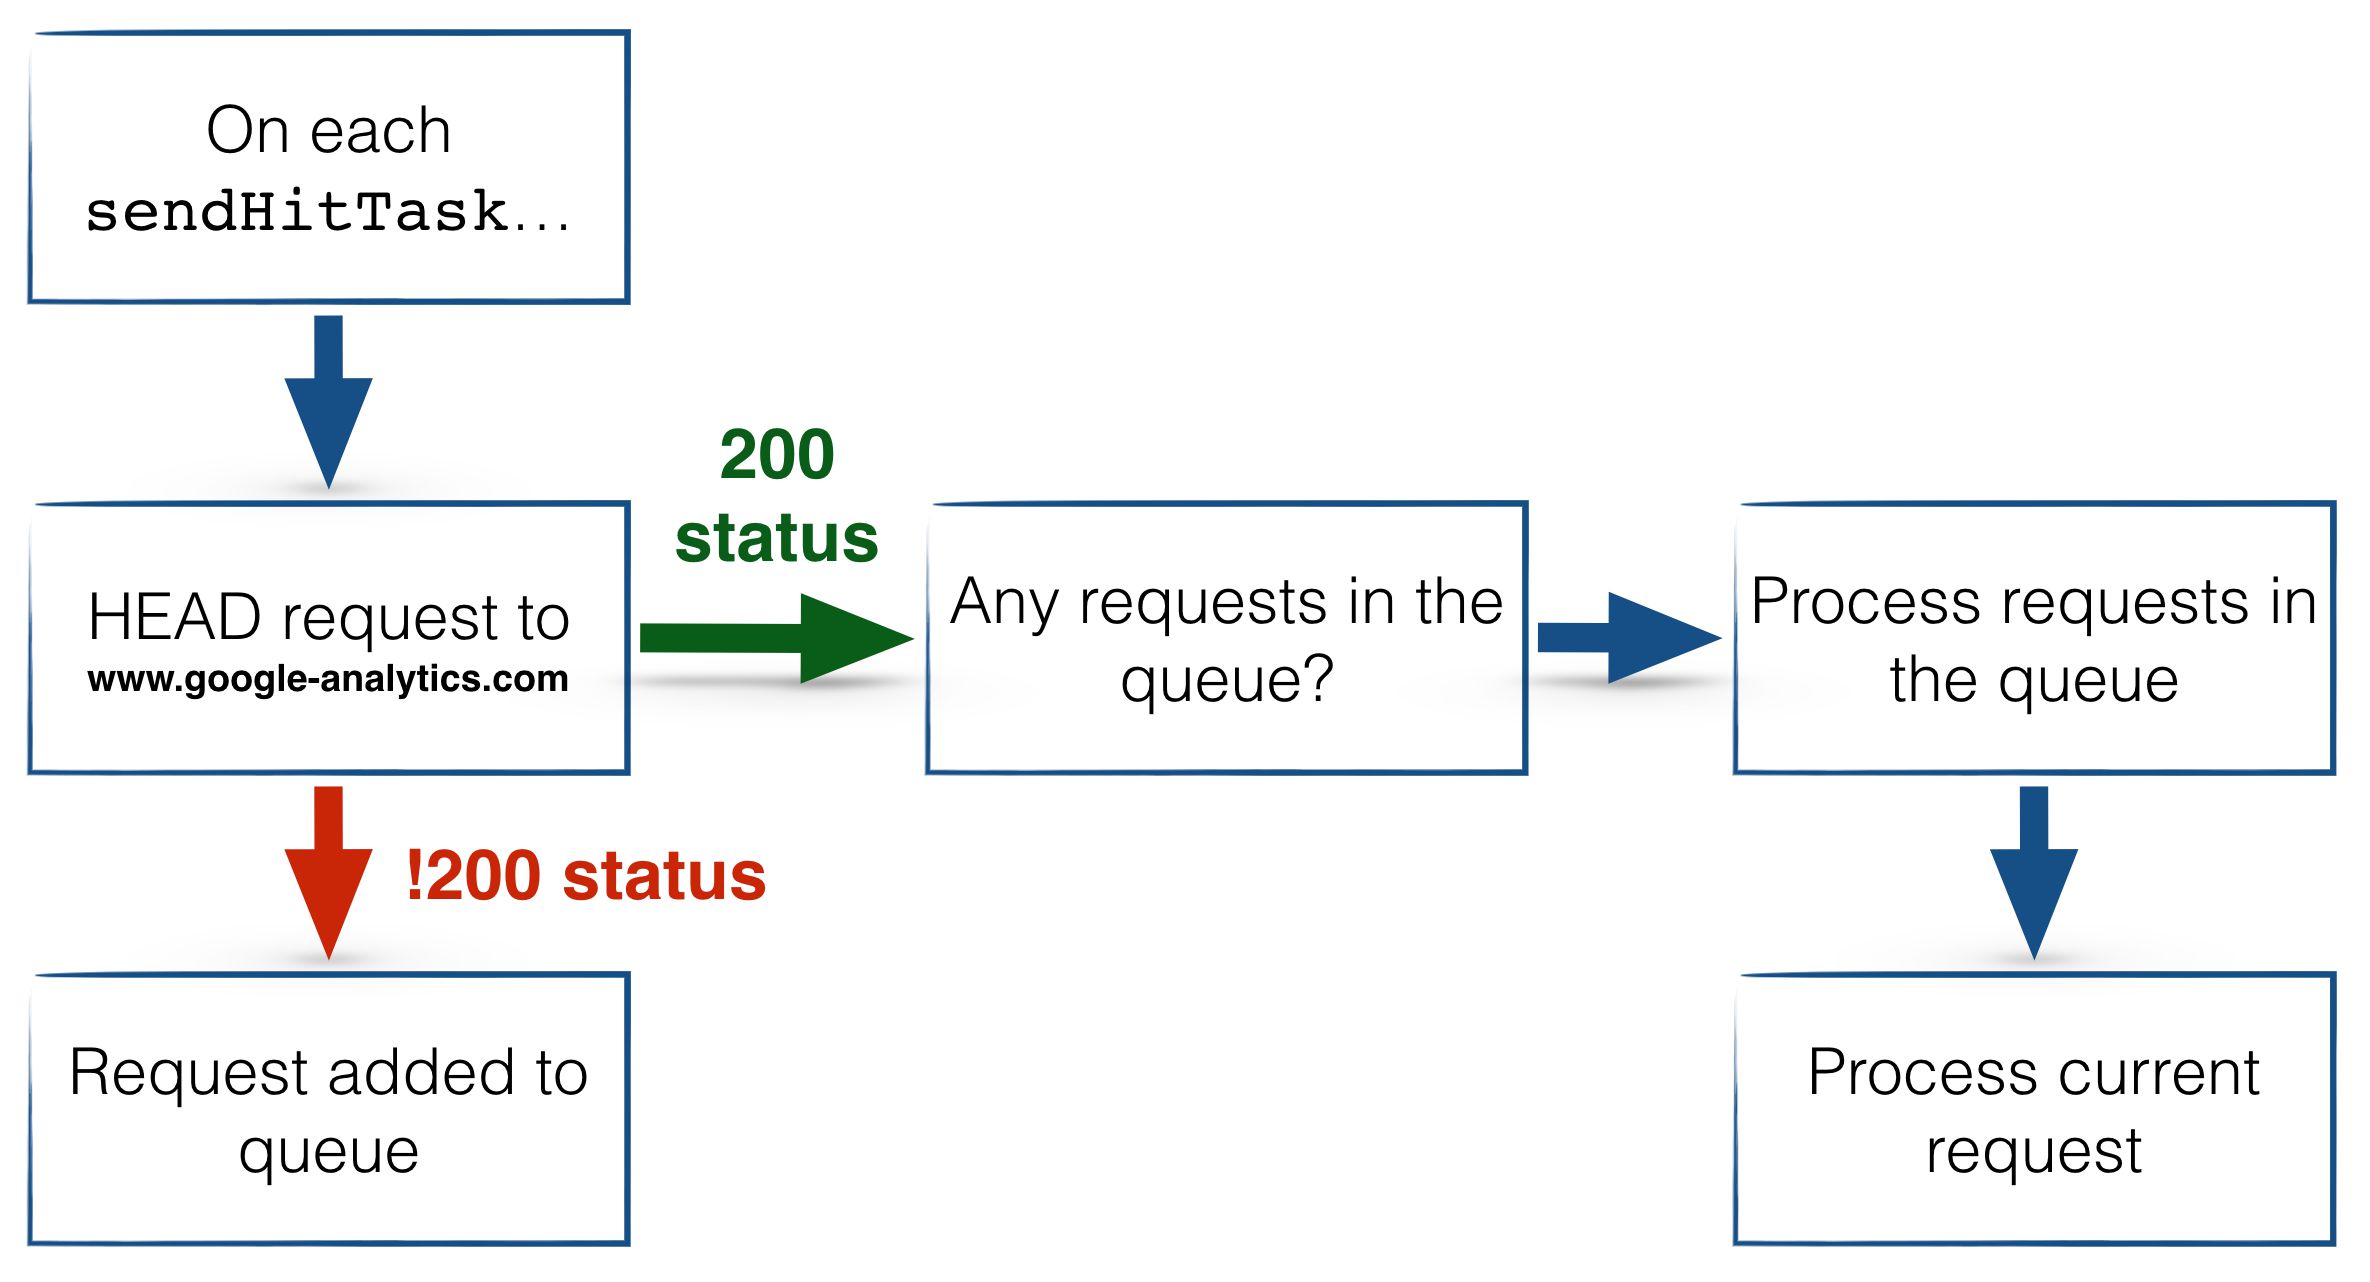 On each
sendHitTask…
200
status
HEAD request to
www.google-analytics.com
Any requests in the
queue?
Process requests in
the queue
!200 status
Request added to
queue
Process current
request